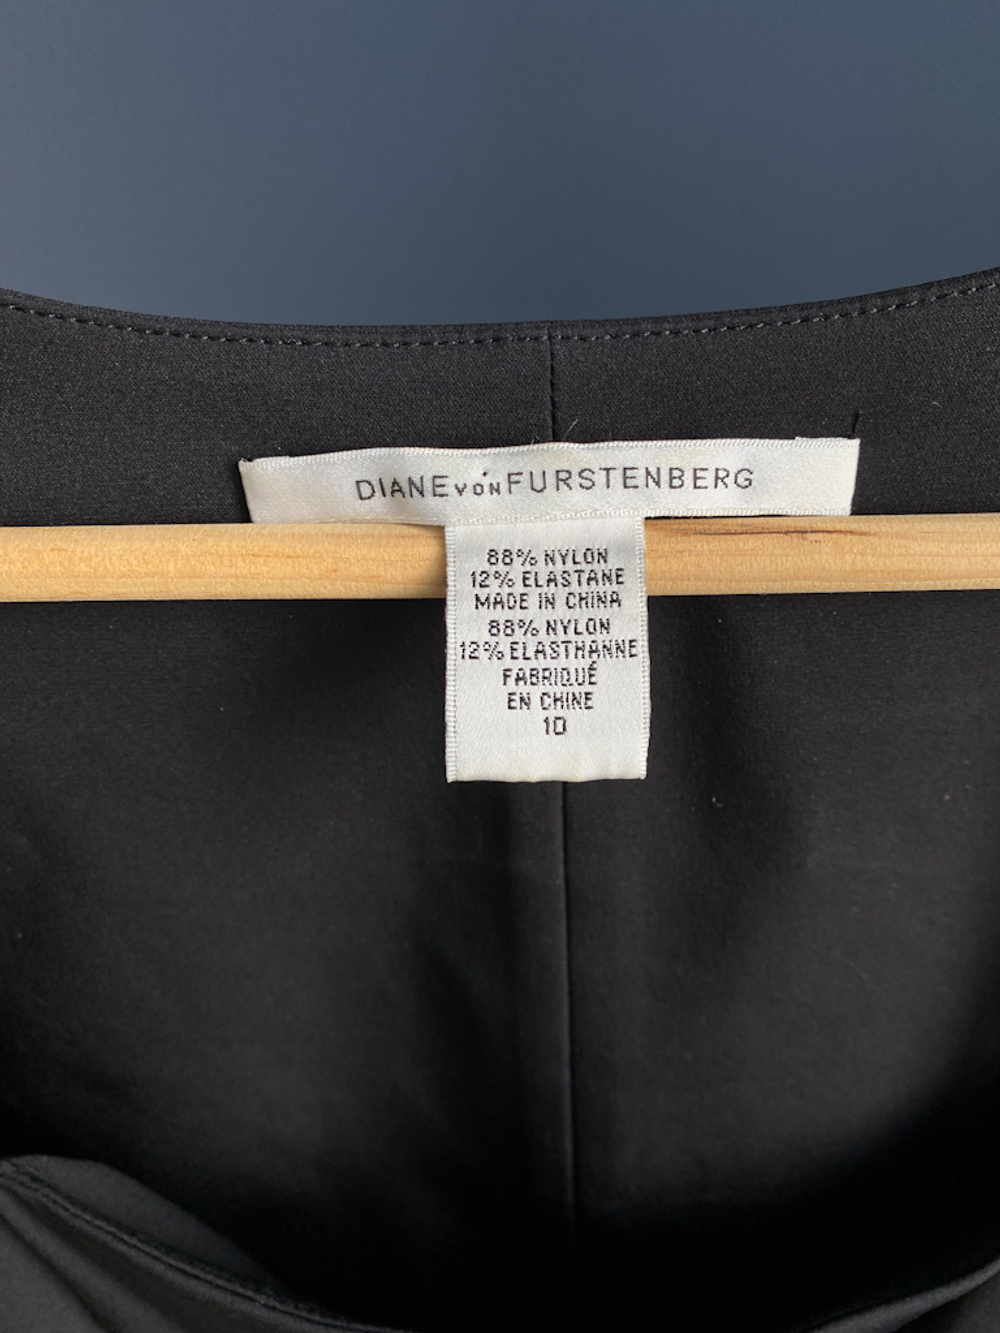 DIANE VON FURSTENBERG
88% NYLON
12% ELASTANE
MADE IN CHINA
88% NYLON
12% ELASTHANNE
FABRIQUÉ
EN CHINE
10